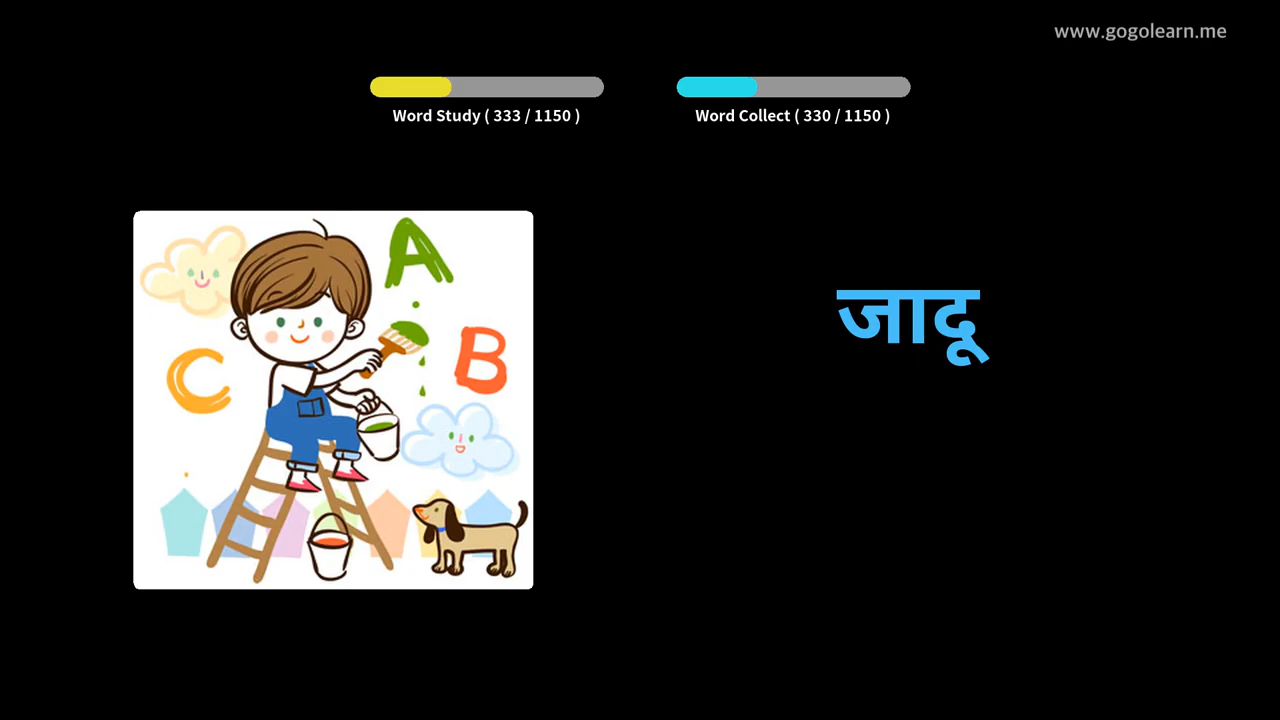 www.gogolearn.me
Word Study ( 333 / 1150 )
Word Collect ( 330 / 1150 )
A
B
C
जादू